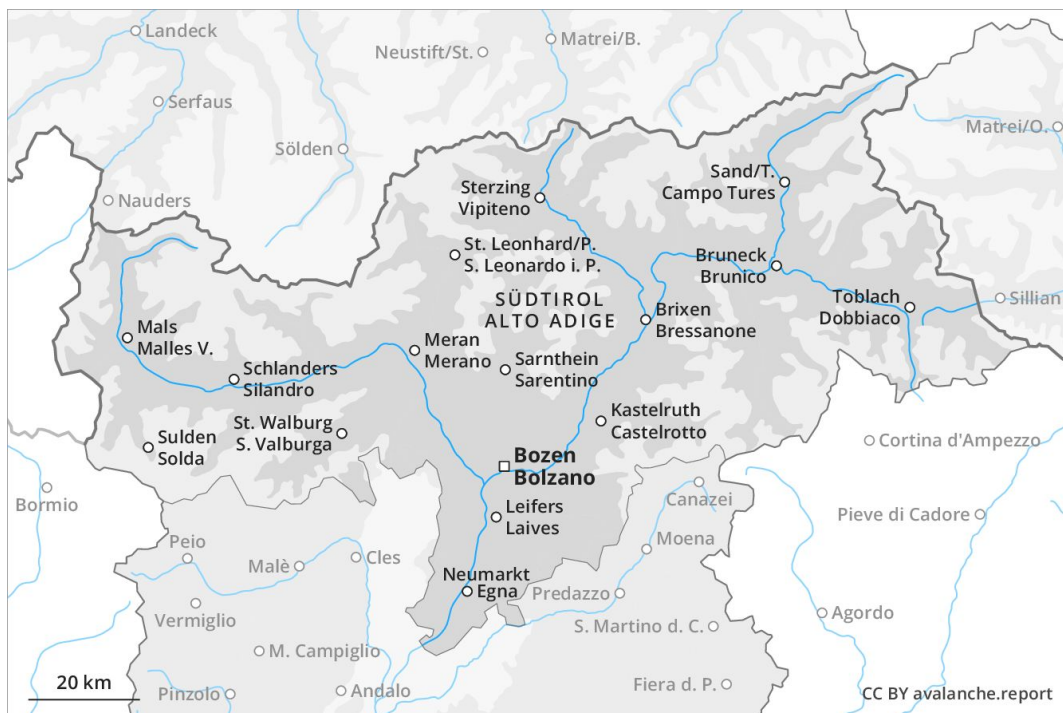 Landeck
Neustift/St.
Matrei/B.
Serfaus
Matrei/O.
Sölden
Sand/T.
Campo Tures
Nauders
Sterzing
Vipiteno
St. Leonhard/P.
S. Leonardo i. P.
Bruneck
Brunico
SÜDTIROL
ALTO ADIGE
Toblach
Dobbiaco
Sillian
Brixen
Bressanone
Mals
Malles V.
Meran
Merano
Sarnthein
Sarentino
Schlanders
Silandro
Kastelruth
Castelrotto
St. Walburg
S. Valburga
Sulden
Solda
Cortina d'Ampezzo
Bozen
Bolzano
Bormio
Canazei
Leifers
Laives
Pieve di Cadore
Moena
Peio
Malè
Cles
Neumarkt
Egna
Predazzo
Vermiglio
Agordo
S. Martino d. C.
M. Campiglio
20 km
Pinzolo
Andalo
Fiera d. P.
CC BY avalanche.report